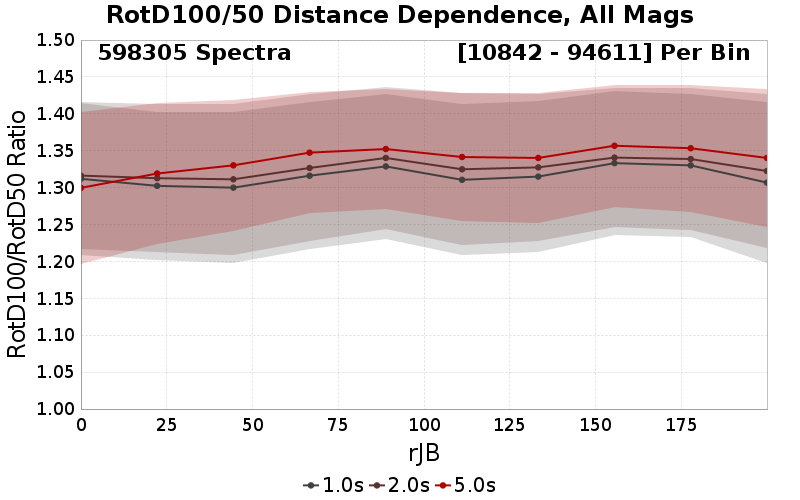 RotD100/50 Distance Dependence, All Mags
598305 Spectra
[10842 - 94611] Per Bin
RotD100/RotD50 Ratio
1.50
1.45
1.40
1.35
1.30
1.25
1.20
1.15
1.10
1.05
1.00
0 25 50 75 100 125 150 175
rJB
1.0s 2.0s 5.0s